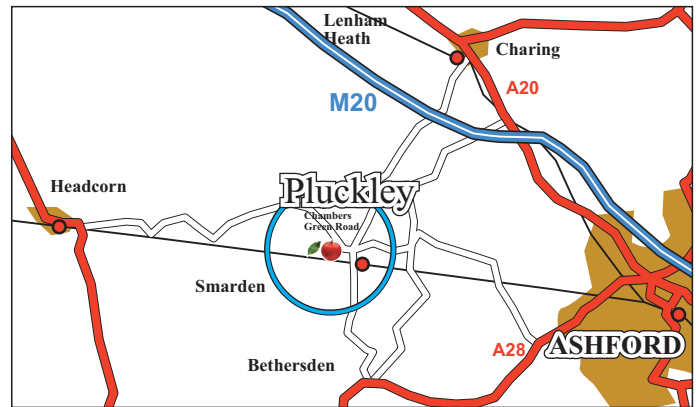 Lenham
Heath
Charing
A20
M20
Headcorn
Pluckley
Chambers
Green Road
Smarden
Bethersden
A28
ASHFORD